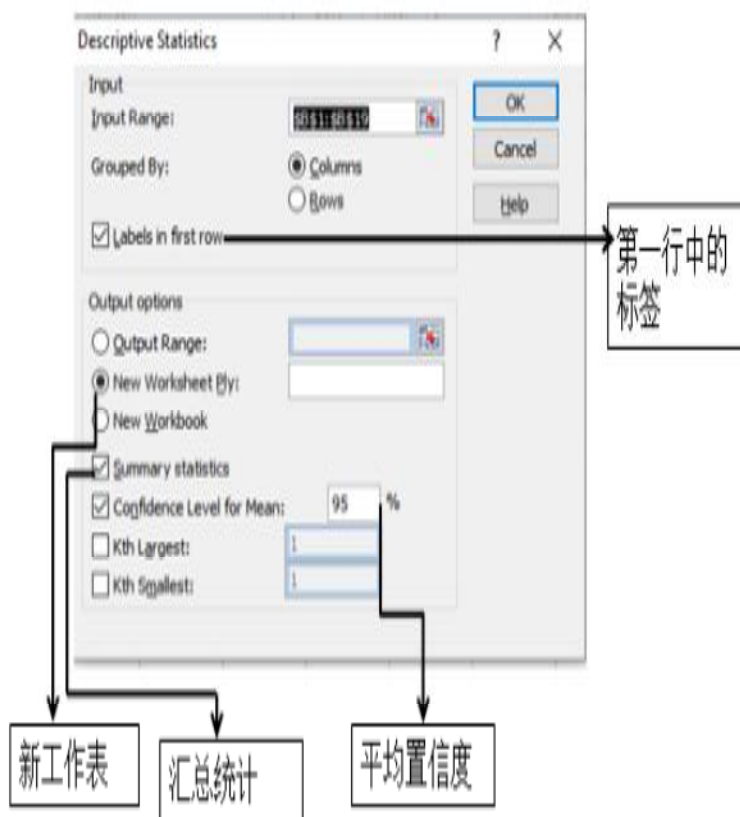 Descriptive Statistics ? ×
Input
Input Range: $B$1:$B$19
OK
Grouped By: Columns
Cancel
Rows
Help
Labels in first row
第一行中的
标签
Output options
Output Range:
New Worksheet Ply:
New Workbook
Summary statistics
Confidence Level for Mean: 95 %
Kth Largest: 1
Kth Smallest: 1
新工作表
汇总统计
平均置信度